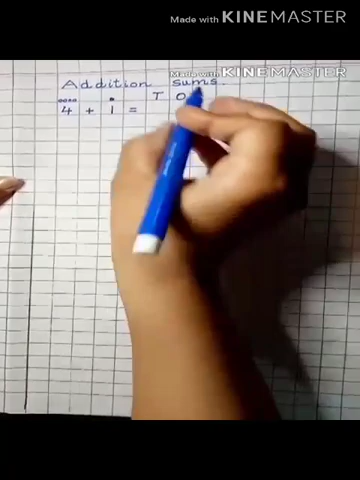 Made with KINEMASTER
Made with KINEMASTER
Addition sums.
T O
4 + 1 =